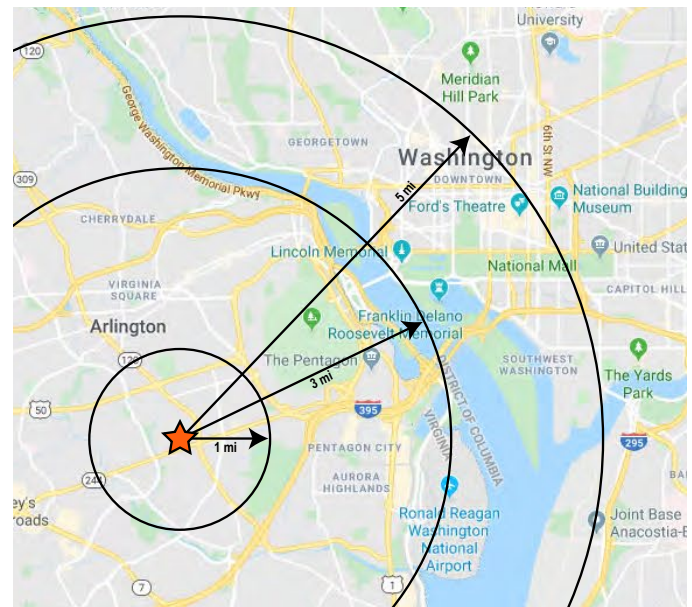 University
120
Meridian
Hill Park
George Washington Memorial Pkwy
GEORGETOWN
6th St NW
Washington
DOWNTOWN
309
5 mi
National Building
Museum
Ford's Theatre
CHERRYDALE
Lincoln Memorial
United Stat
National Mall
VIRGINIA
SQUARE
CAPITOL HILL
Franklin Delano
Roosevelt Memorial
Arlington
120
The Pentagon
SOUTHWEST
WASHINGTON
The Yards
Park
3 mi
DISTRICT OF COLUMBIA
VIRGINIA
50
395
295
1 mi
PENTAGON CITY
244
AURORA
HIGHLANDS
ey's
roads
Ronald Reagan
Washington
National
Airport
Joint Base
Anacostia-B
BA
7
1